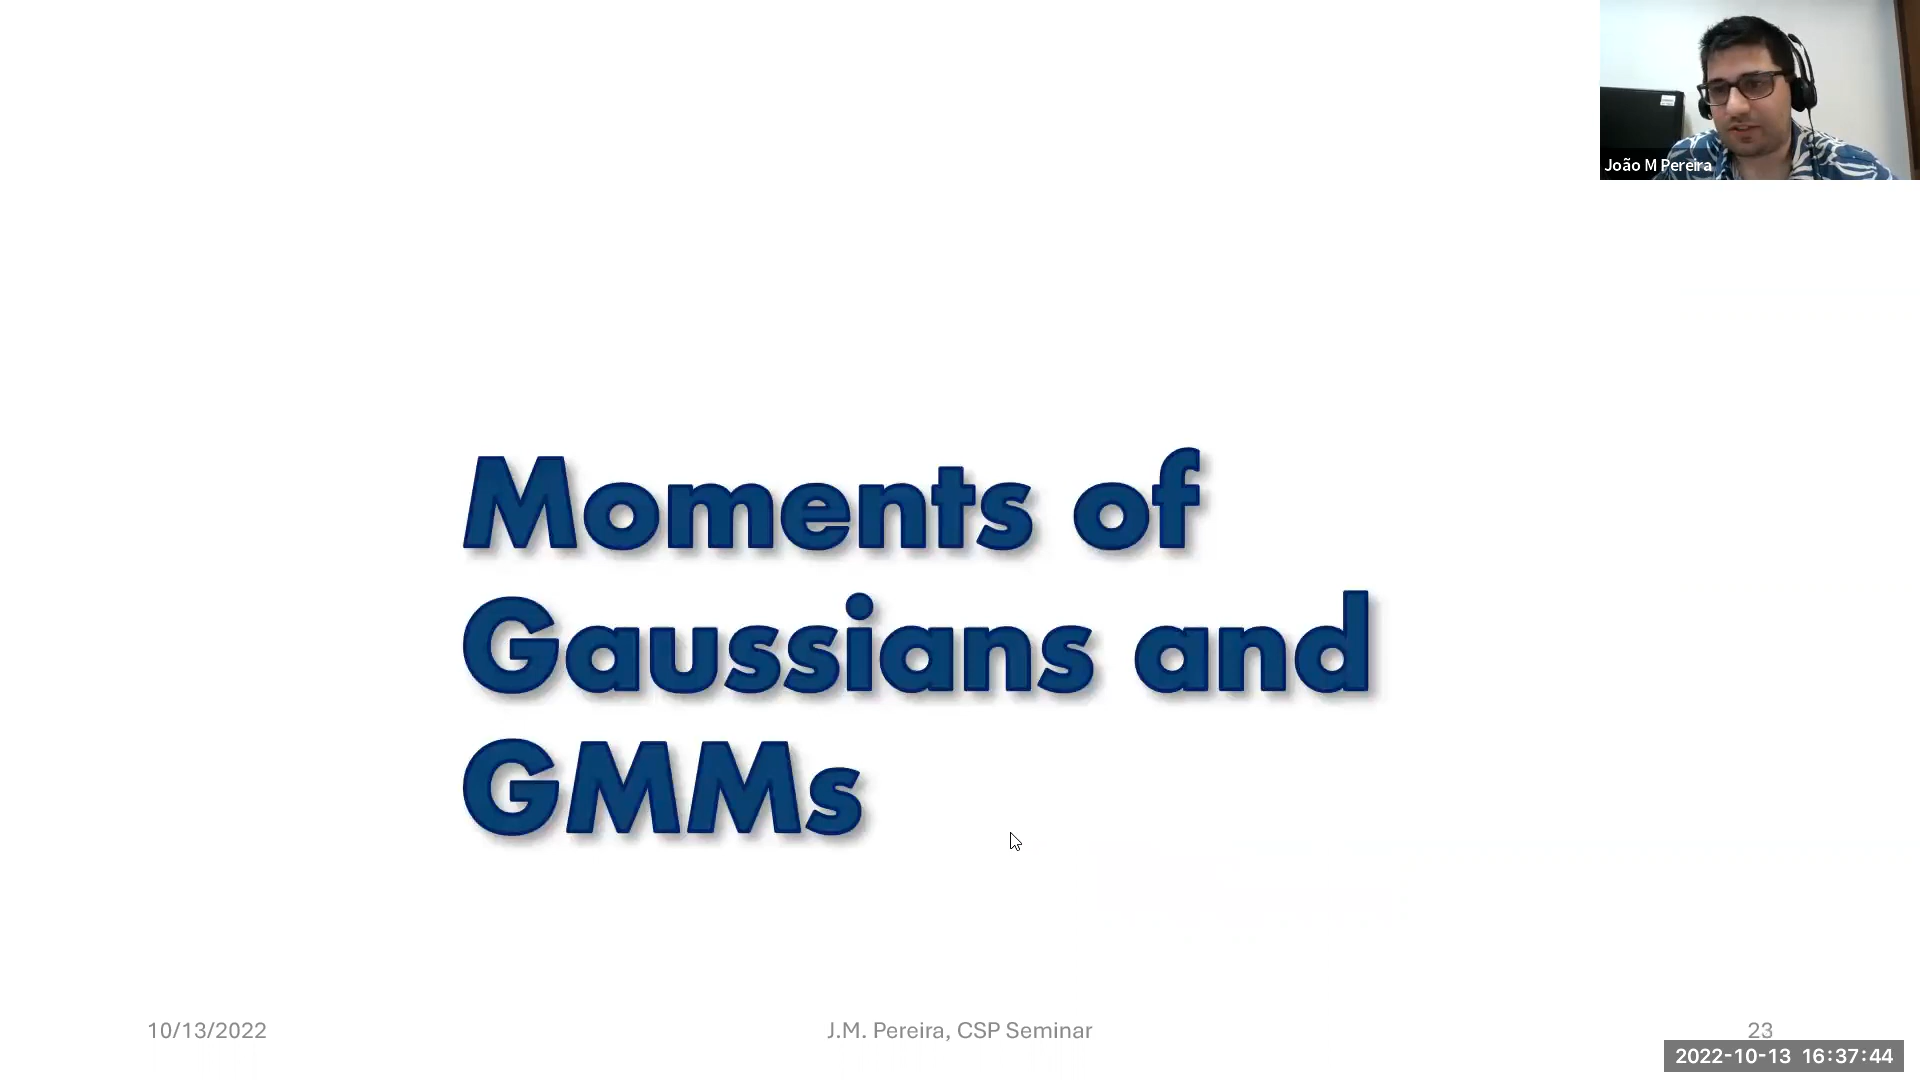 João M Pereira
Moments of
Gaussians and
GMMs
10/13/2022
J.M. Pereira, CSP Seminar
23
2022-10-13 16:37:44